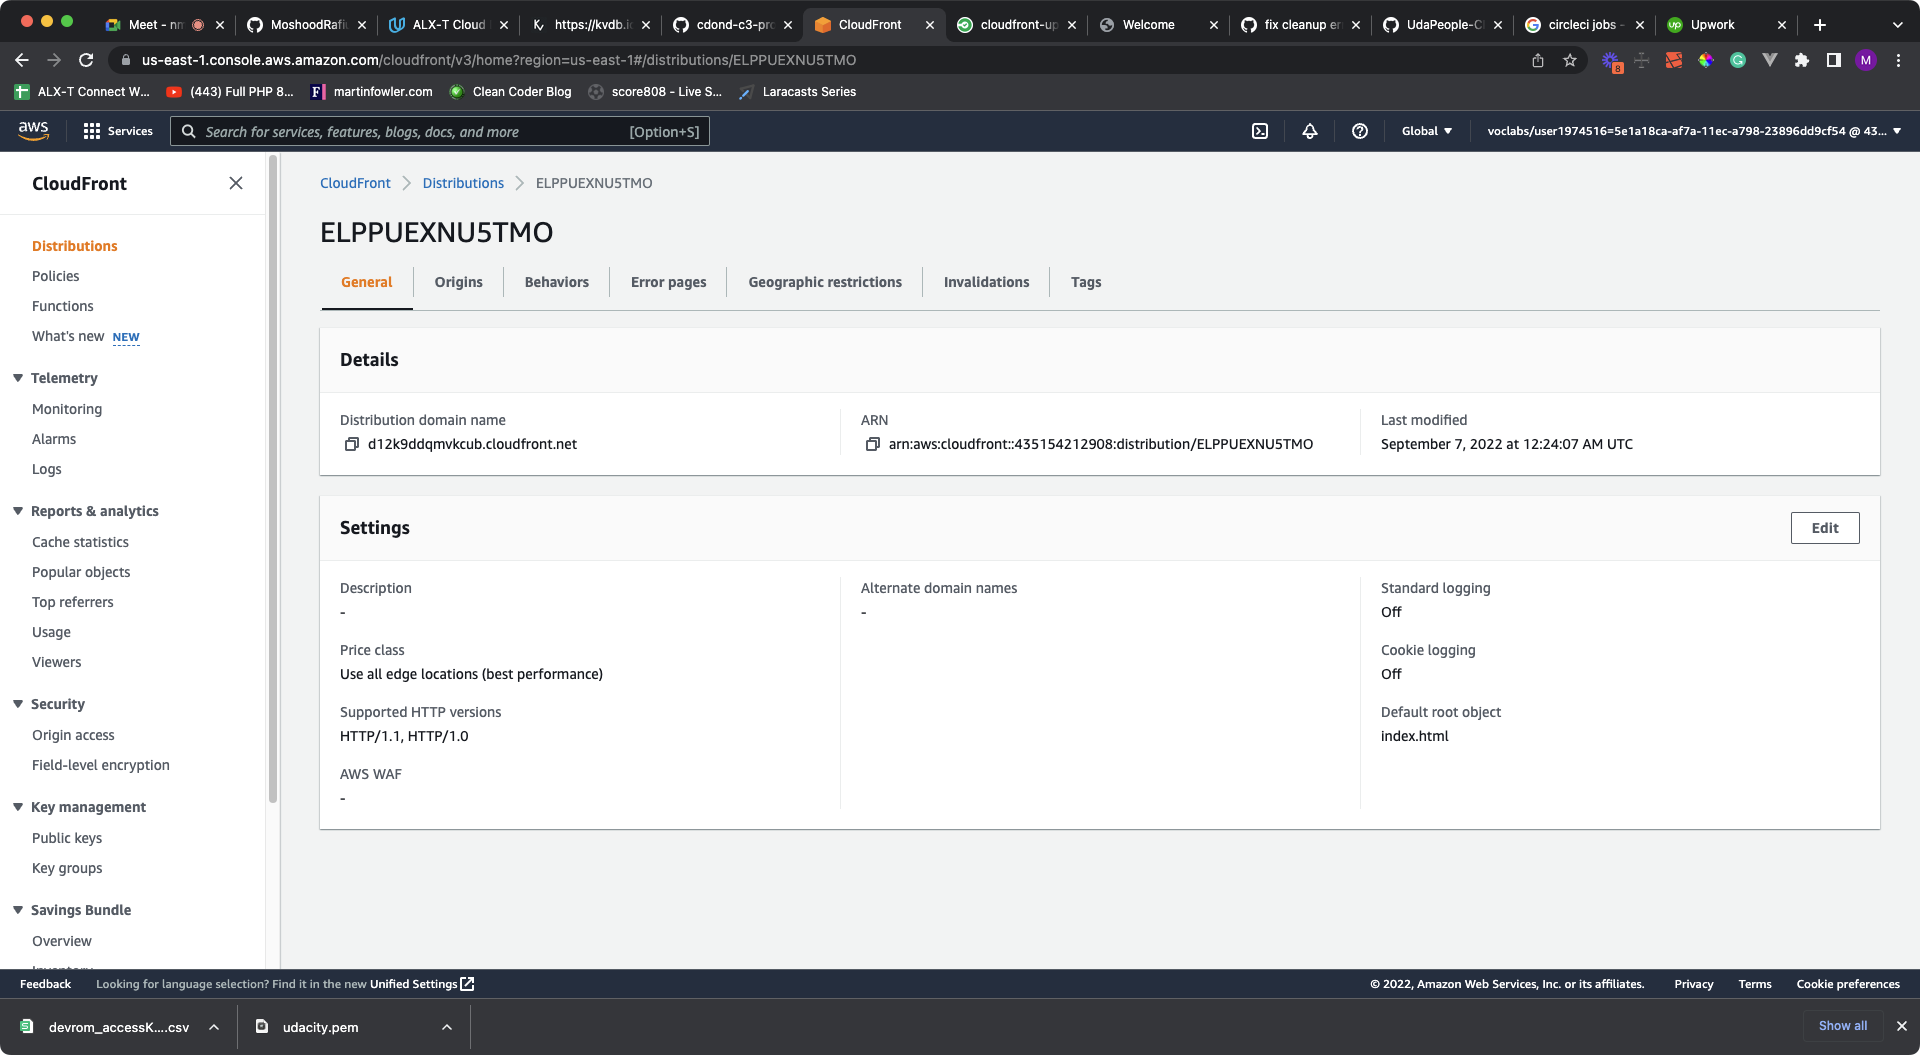 Meet - nn
MoshoodRafiu
ALX-T Cloud
https://kvdb.io
cdond-c3-pro
CloudFront
cloudfront-up
Welcome
fix cleanup er
UdaPeople-C
circleci jobs -
Upwork
us-east-1.console.aws.amazon.com/cloudfront/v3/home?region=us-east-1#/distributions/ELPPUEXNU5TMO
8
M
ALX-T Connect W...
(443) Full PHP 8...
martinfowler.com
Clean Coder Blog
score808 - Live S...
Laracasts Series
aws
Services
Search for services, features, blogs, docs, and more
[Option+S]
Global
voclabs/user1974516=5e1a18ca-af7a-11ec-a798-23896dd9cf54 @ 43...
CloudFront
Distributions
Policies
Functions
What's new NEW
Telemetry
Monitoring
Alarms
Logs
Reports & analytics
Cache statistics
Popular objects
Top referrers
Usage
Viewers
Security
Origin access
Field-level encryption
Key management
Public keys
Key groups
Savings Bundle
Overview
Inventory
CloudFront
Distributions
ELPPUEXNU5TMO
ELPPUEXNU5TMO
General
Origins
Behaviors
Error pages
Geographic restrictions
Invalidations
Tags
Details
Distribution domain name
d12k9ddqmvkcub.cloudfront.net
ARN
arn:aws:cloudfront::435154212908:distribution/ELPPUEXNU5TMO
Last modified
September 7, 2022 at 12:24:07 AM UTC
Settings
Edit
Description
-
Price class
Use all edge locations (best performance)
Supported HTTP versions
HTTP/1.1, HTTP/1.0
AWS WAF
-
Alternate domain names
-
Standard logging
Off
Cookie logging
Off
Default root object
index.html
Feedback
Looking for language selection? Find it in the new Unified Settings
© 2022, Amazon Web Services, Inc. or its affiliates.
Privacy
Terms
Cookie preferences
devrom_accessK....csv
udacity.pem
Show all